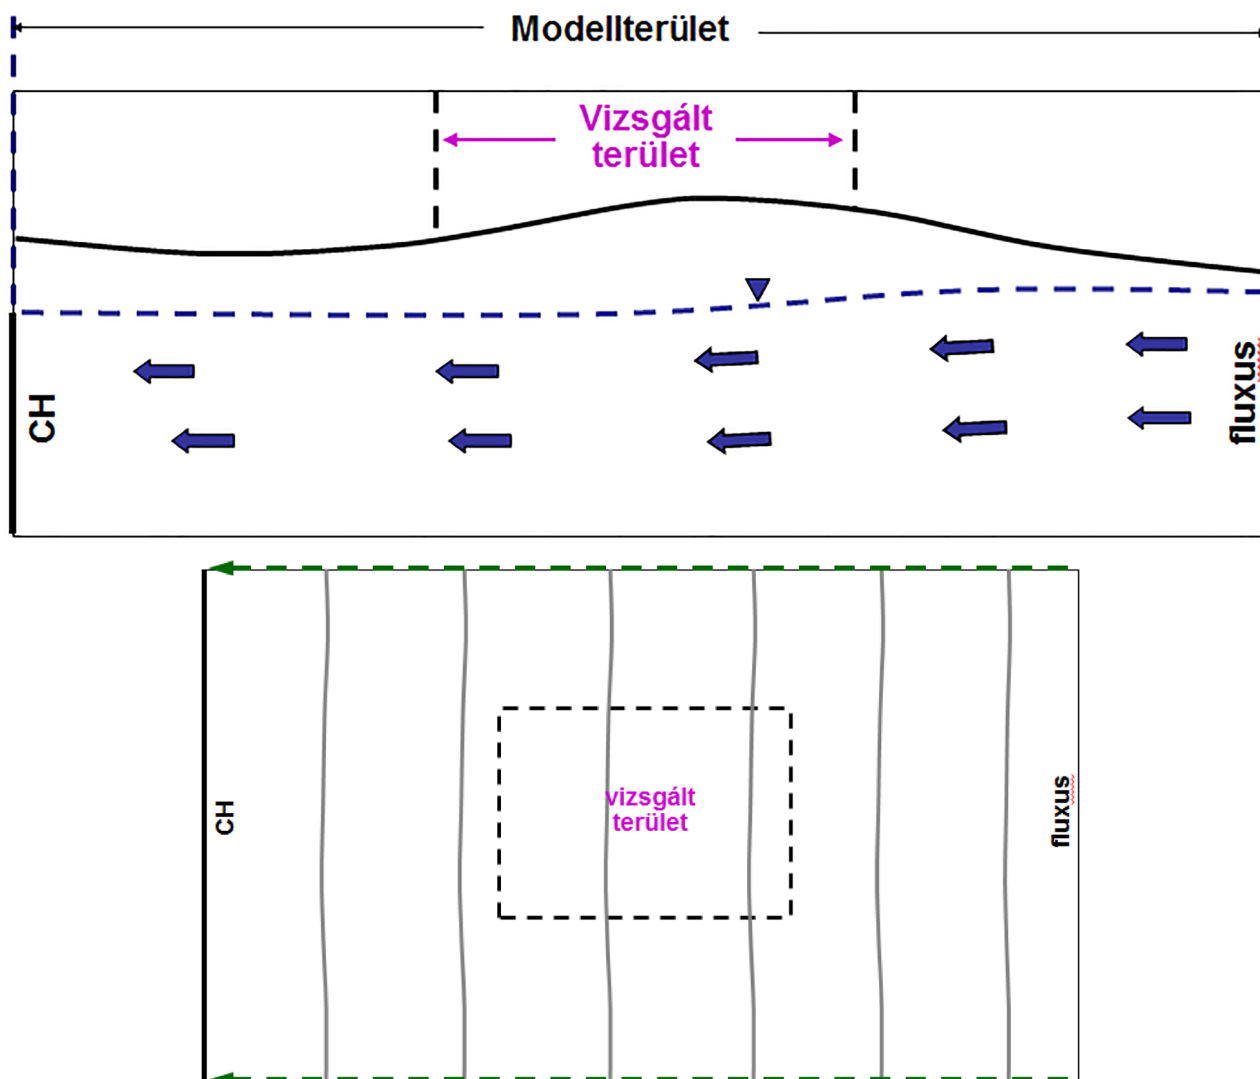 Modellterület
Vizsgált
terület
CH
fluxus
vizsgált
terület
CH
fluxus